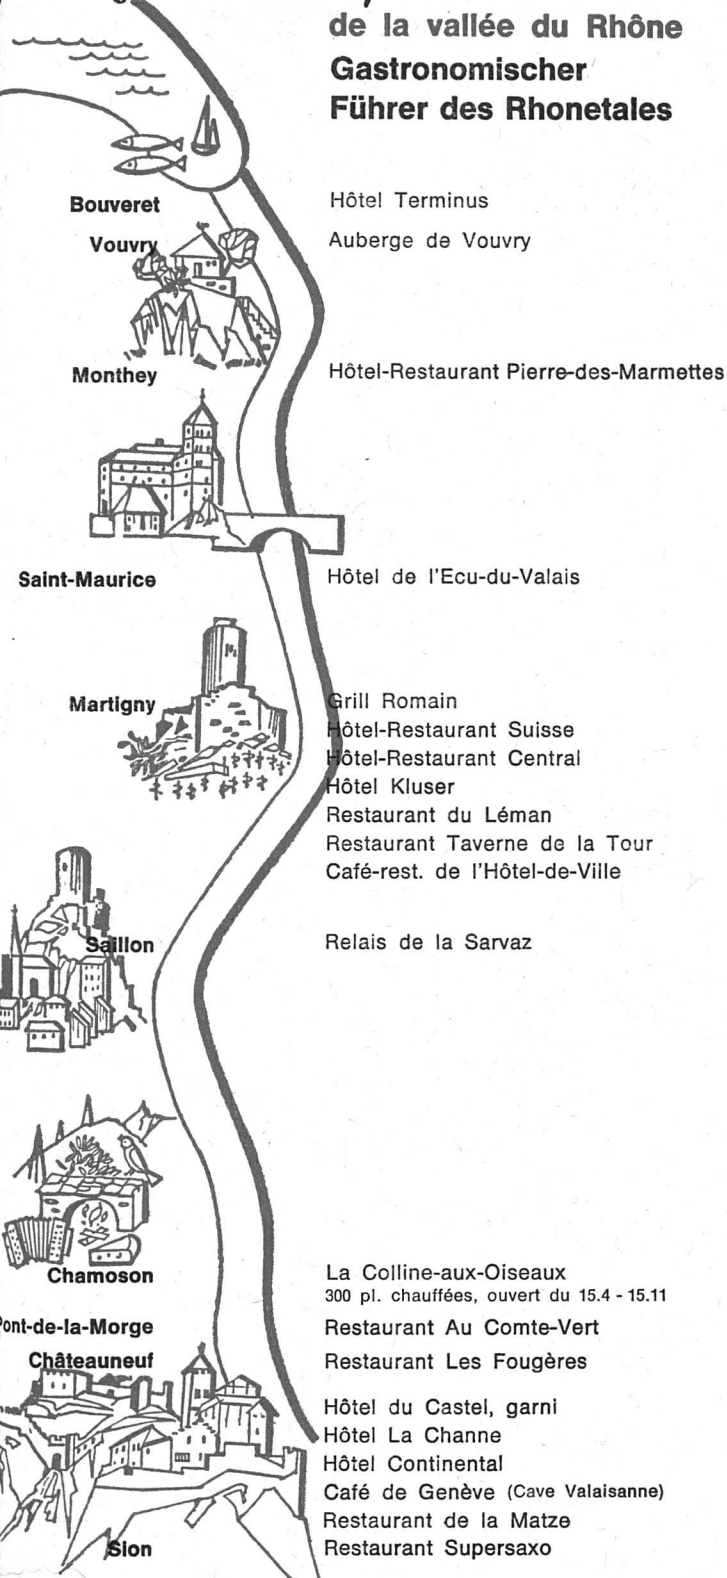 de la vallée du Rhône
Gastronomischer
Führer des Rhonetales
Bouveret Hôtel Terminus
Vouvry Auberge de Vouvry
Monthey Hôtel-Restaurant Pierre-des-Marmettes
Saint-Maurice Hôtel de l'Ecu-du-Valais
Martigny Grill Romain
Hôtel-Restaurant Suisse
Hôtel-Restaurant Central
Hôtel Kluser
Restaurant du Léman
Restaurant Taverne de la Tour
Café-rest. de l'Hôtel-de-Ville
Saillon Relais de la Sarvaz
Chamoson La Colline-aux-Oiseaux
300 pl. chauffées, ouvert du 15.4 - 15.11
Pont-de-la-Morge Restaurant Au Comte-Vert
Châteauneuf Restaurant Les Fougères
Hôtel du Castel, garni
Hôtel La Channe
Hôtel Continental
Café de Genève (Cave Valaisanne)
Restaurant de la Matze
Sion Restaurant Supersaxo